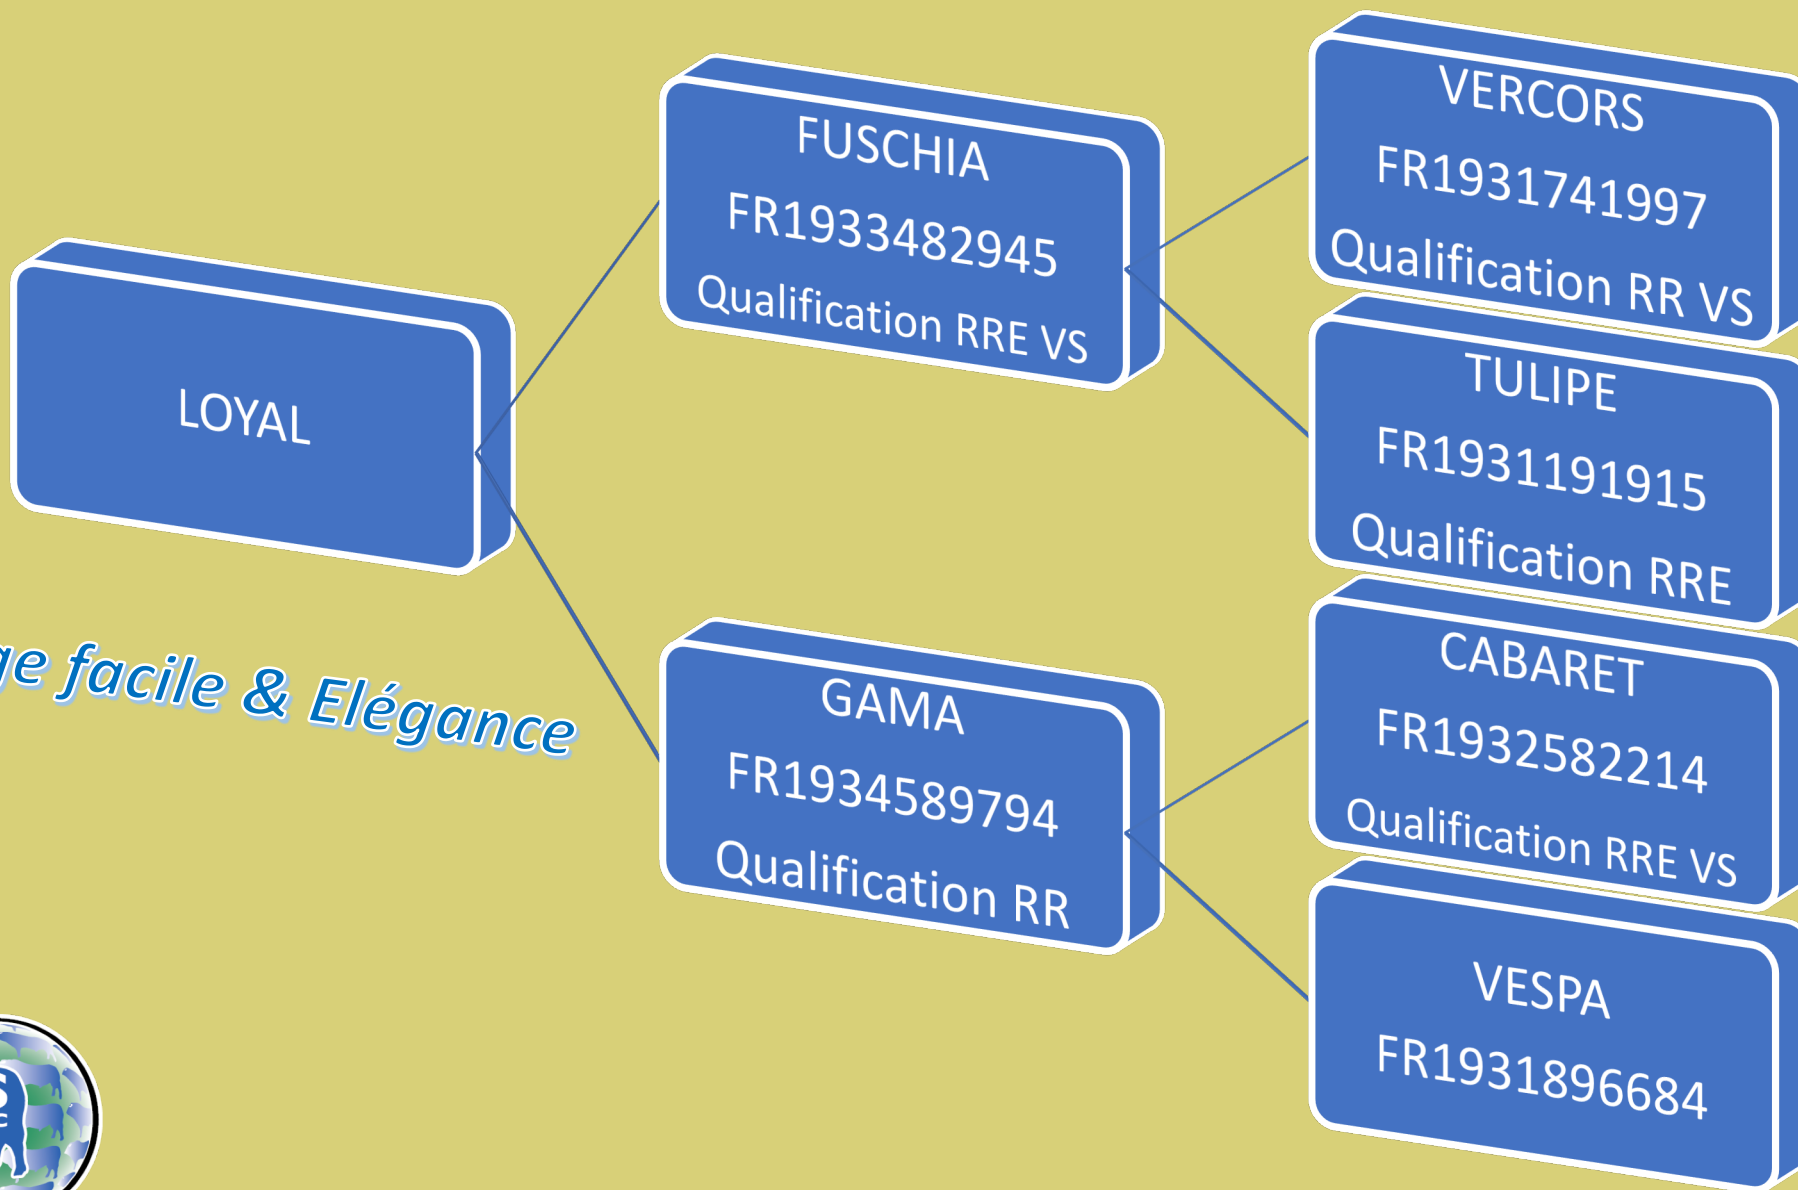 LOYAL
FUSCHIA
FR1933482945
Qualification RRE VS
GAMA
FR1934589794
Qualification RR
VERCORS
FR1931741997
Qualification RR VS
TULIPE
FR1931191915
Qualification RRE
CABARET
FR1932582214
Qualification RRE VS
VESPA
FR1931896684
facile & Elégance